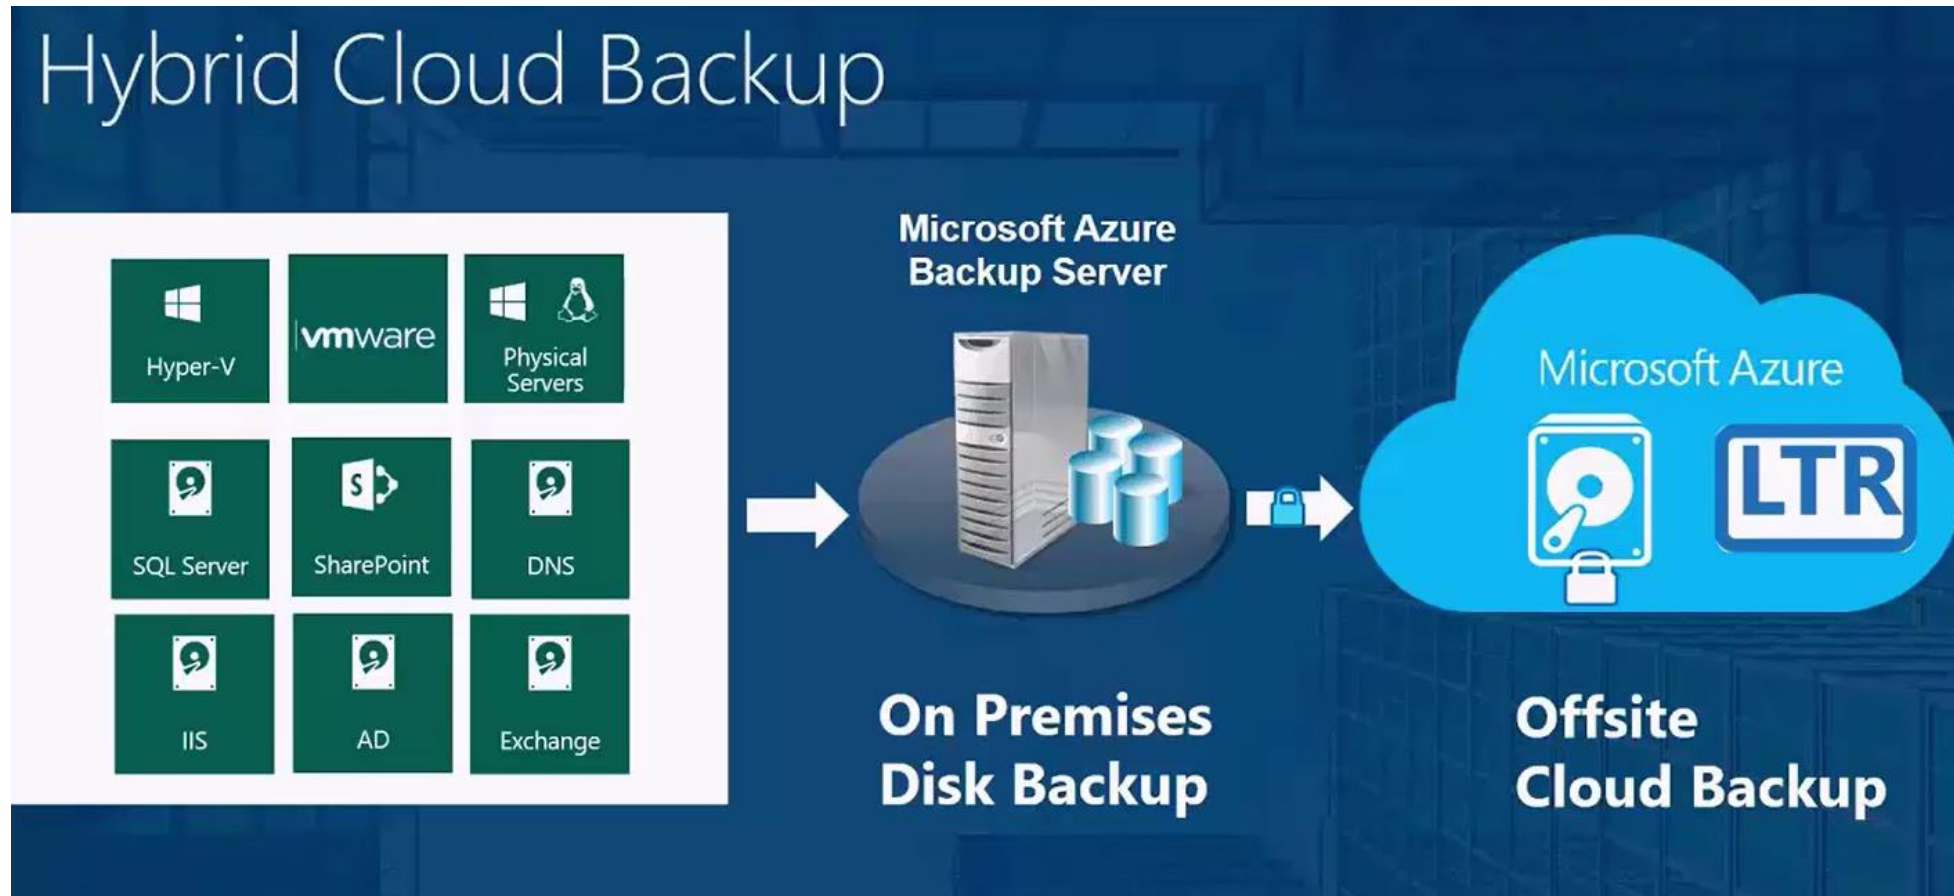 Hybrid Cloud Backup
Hyper-V
vmware
Physical
Servers
SQL Server
S
SharePoint
DNS
IIS
AD
Exchange
Microsoft Azure
Backup Server
On Premises
Disk Backup
Microsoft Azure
LTR
Offsite
Cloud Backup